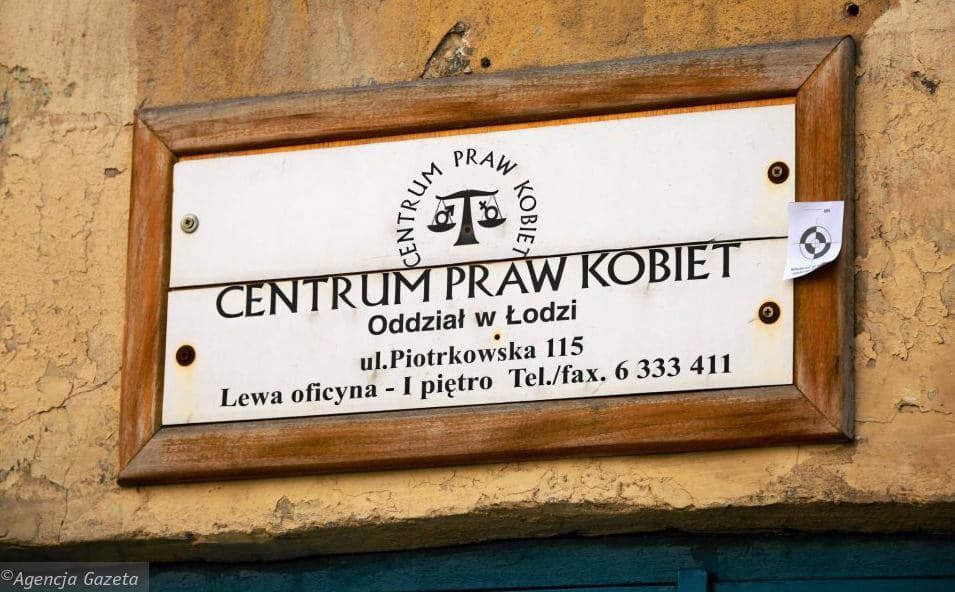 CENTRUM PRAW KOBIET
CENTRUM PRAW KOBIET
Oddział w Łodzi
ul.Piotrkowska 115
Lewa oficyna - I piętro Tel./fax. 6 333 411
©Agencja Gazeta